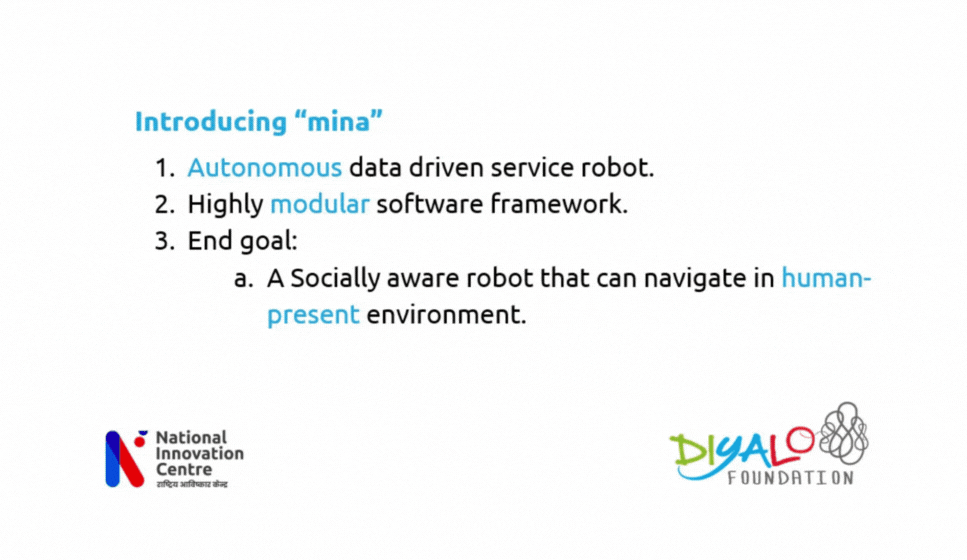 Introducing “mina”
1. Autonomous data driven service robot.
2. Highly modular software framework.
3. End goal:
a. A Socially aware robot that can navigate in human-
present environment.
National
Innovation
Centre
राष्ट्रिय आविष्कार केन्द्र
DIYALO
FOUNDATION